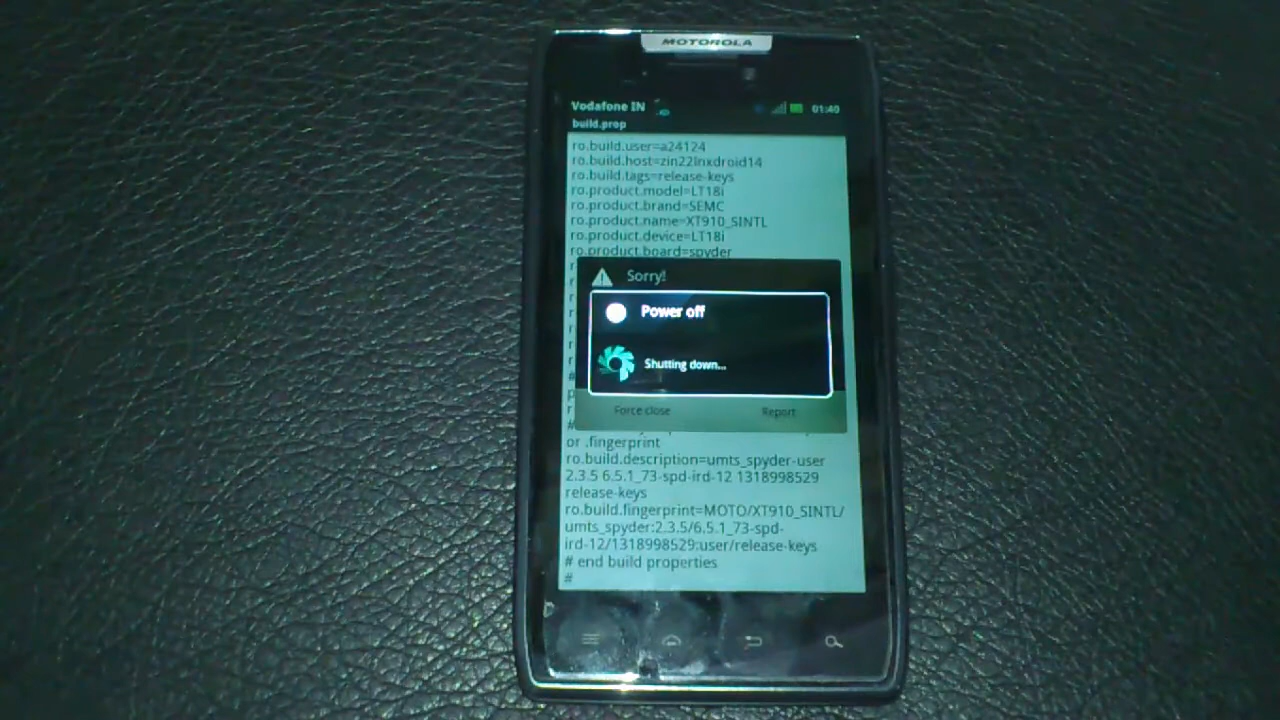 MOTOROLA
Vodafone IN
01:40
build.prop
ro.build.user=a24124
ro.build.host=zin22lnxdroid14
ro.build.tags=release-keys
ro.product.model=LT18i
ro.product.brand=SEMC
ro.product.name=XT910_SINTL
ro.product.device=LT18i
ro.product.board=spyder
r
Sorry!
r
r
Power off
r
r
r
Shutting down...
r
#
p
r
Force close
Report
#
or .fingerprint
ro.build.description=umts_spyder-user
2.3.5 6.5.1_73-spd-ird-12 1318998529
release-keys
ro.build.fingerprint=MOTO/XT910_SINTL/
umts_spyder:2.3.5/6.5.1_73-spd-
ird-12/1318998529:user/release-keys
# end build properties
#